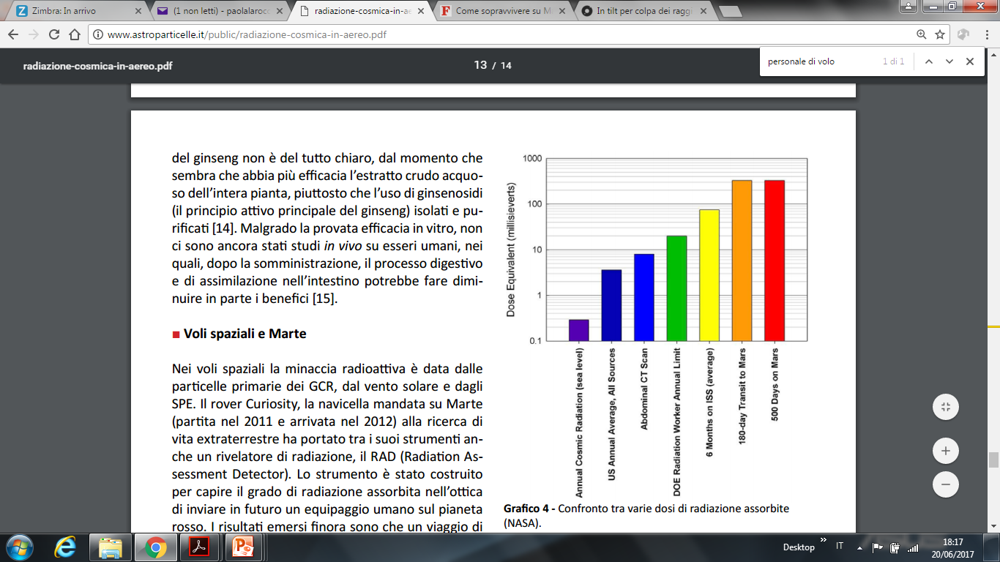 Zimbra: In arrivo
(1 non letti) - paolalaroc
radiazione-cosmica-in-ae
Come sopravvivere su M
In tilt per colpa dei raggi
www.astroparticelle.it/public/radiazione-cosmica-in-aereo.pdf
radiazione-cosmica-in-aereo.pdf
13 / 14
personale di volo
1 di 1
del ginseng non è del tutto chiaro, dal momento che
sembra che abbia più efficacia l’estratto crudo acquo-
so dell’intera pianta, piuttosto che l’uso di ginsenosidi
(il principio attivo principale del ginseng) isolati e pu-
rificati [14]. Malgrado la provata efficacia in vitro, non
ci sono ancora stati studi in vivo su esseri umani, nei
quali, dopo la somministrazione, il processo digestivo
e di assimilazione nell’intestino potrebbe fare dimi-
nuire in parte i benefici [15].
■ Voli spaziali e Marte
Nei voli spaziali la minaccia radioattiva è data dalle
particelle primarie dei GCR, dal vento solare e dagli
SPE. Il rover Curiosity, la navicella mandata su Marte
(partita nel 2011 e arrivata nel 2012) alla ricerca di
vita extraterrestre ha portato tra i suoi strumenti an-
che un rivelatore di radiazione, il RAD (Radiation As-
sessment Detector). Lo strumento è stato costruito
per capire il grado di radiazione assorbita nell’ottica
di inviare in futuro un equipaggio umano sul pianeta
rosso. I risultati emersi finora sono che un viaggio di
Dose Equivalent (millisieverts)
1000
100
10
1
0.1
Annual Cosmic Radiation (sea level)
US Annual Average, All Sources
Abdominal CT Scan
DOE Radiation Worker Annual Limit
6 Months on ISS (average)
180-day Transit to Mars
500 Days on Mars
Grafico 4 - Confronto tra varie dosi di radiazione assorbite
(NASA).
Desktop
IT
18:17
20/06/2017